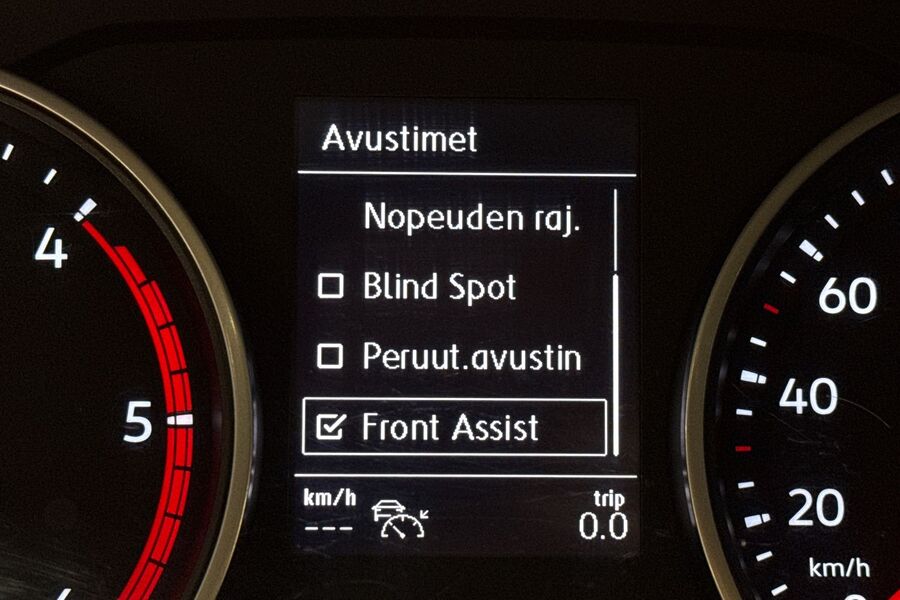 Avustimet
Nopeuden raj.
Blind Spot
Peruut.avustin
Front Assist
km/h
---
trip
0.0
4
5
60
40
20
km/h